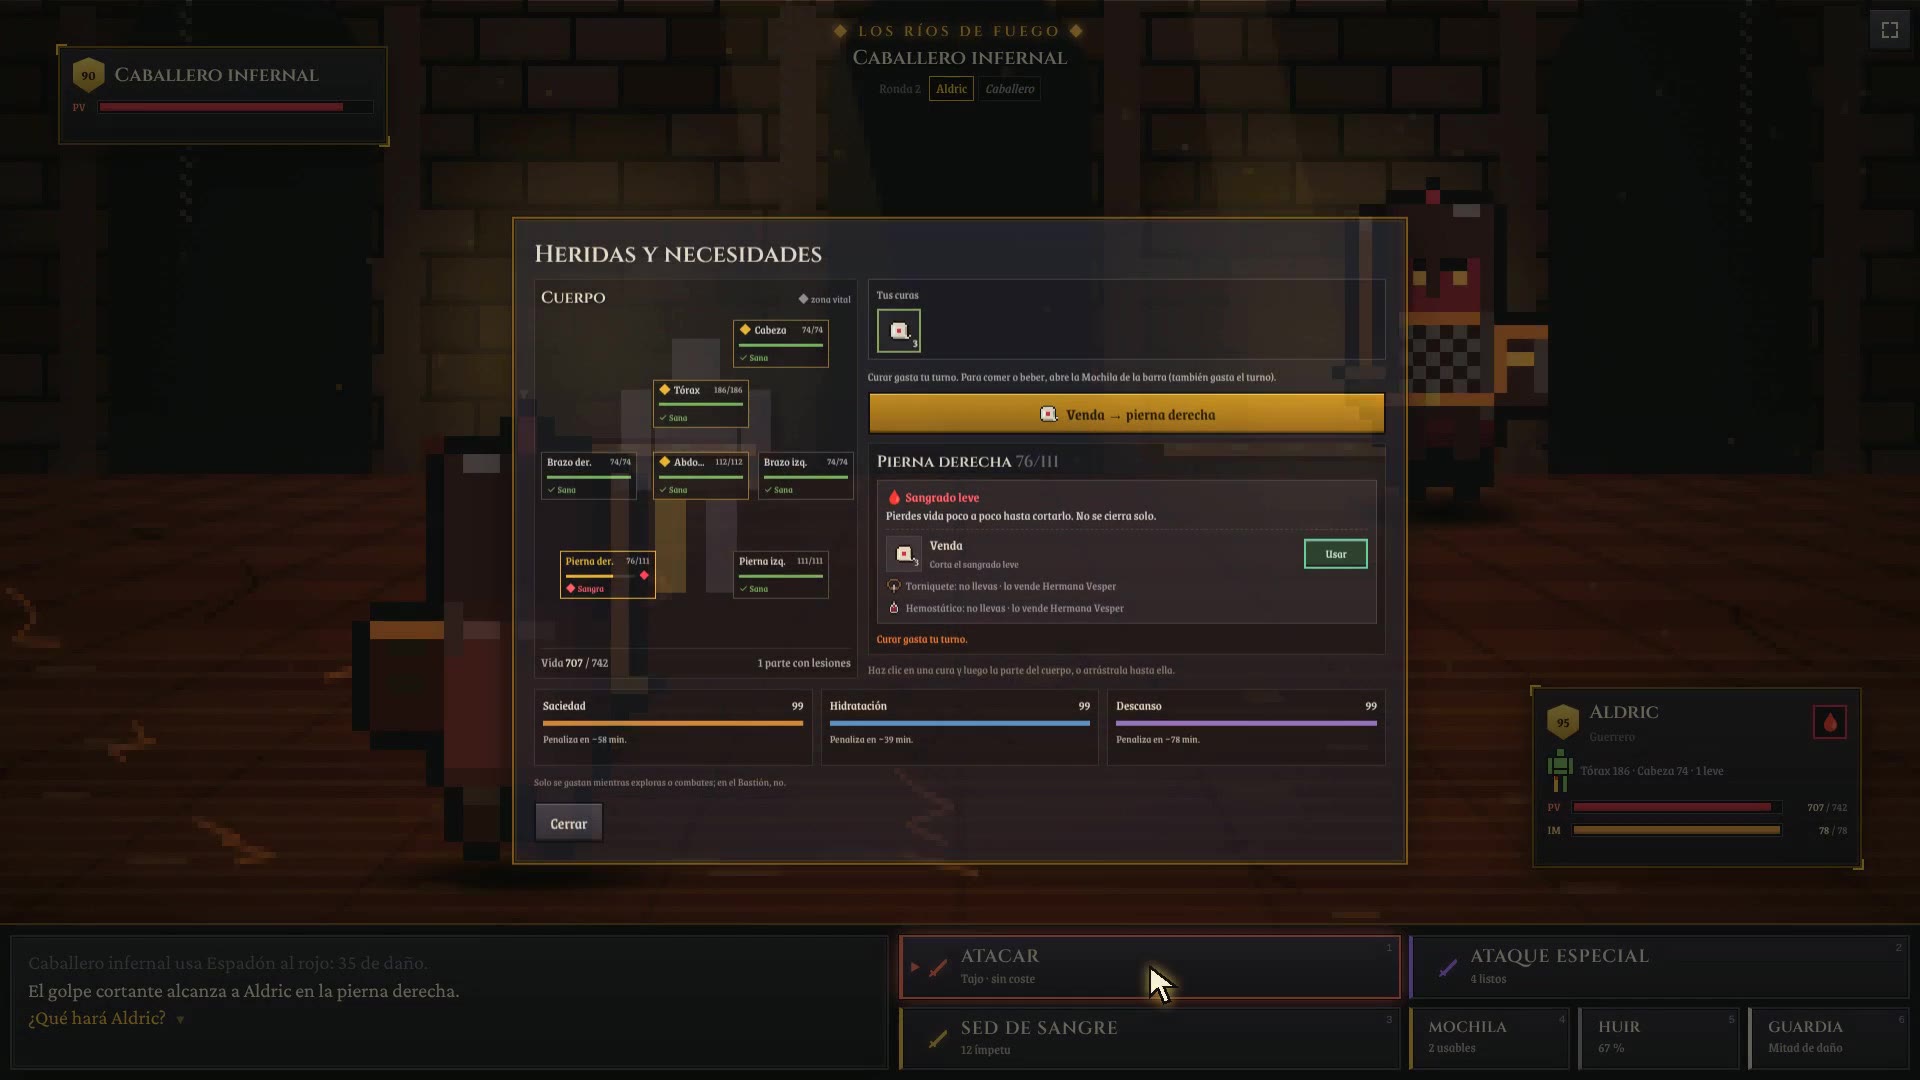 LOS RÍOS DE FUEGO
CABALLERO INFERNAL
Ronda 2 Aldric Caballero
90 CABALLERO INFERNAL
PV
HERIDAS Y NECESIDADES
CUERPO
zona vital
Cabeza 74/74
✓ Sana
Tórax 186/186
✓ Sana
Brazo der. 74/74
✓ Sana
Abdo... 112/112
✓ Sana
Brazo izq. 74/74
✓ Sana
Pierna der. 76/111
Sangra
Pierna izq. 111/111
✓ Sana
Vida 707 / 742
1 parte con lesiones
Tus curas
3
Curar gasta tu turno. Para comer o beber, abre la Mochila de la barra (también gasta el turno).
Venda → pierna derecha
PIERNA DERECHA 76/111
Sangrado leve
Pierdes vida poco a poco hasta cortarlo. No se cierra solo.
3
Venda
Corta el sangrado leve
Usar
Torniquete: no llevas · lo vende Hermana Vesper
Hemostático: no llevas · lo vende Hermana Vesper
Curar gasta tu turno.
Haz clic en una cura y luego la parte del cuerpo, o arrástrala hasta ella.
Saciedad 99
Penaliza en ~58 min.
Hidratación 99
Penaliza en ~39 min.
Descanso 99
Penaliza en ~78 min.
Solo se gastan mientras exploras o combates; en el Bastión, no.
Cerrar
95 ALDRIC
Guerrero
Tórax 186 · Cabeza 74 · 1 leve
PV 707 / 742
IM 78 / 78
Caballero infernal usa Espadón al rojo: 35 de daño.
El golpe cortante alcanza a Aldric en la pierna derecha.
¿Qué hará Aldric?
ATACAR 1
Tajo · sin coste
ATAQUE ESPECIAL 2
4 listos
SED DE SANGRE 3
12 ímpetu
MOCHILA 4
2 usables
HUIR 5
67 %
GUARDIA 6
Mitad de daño